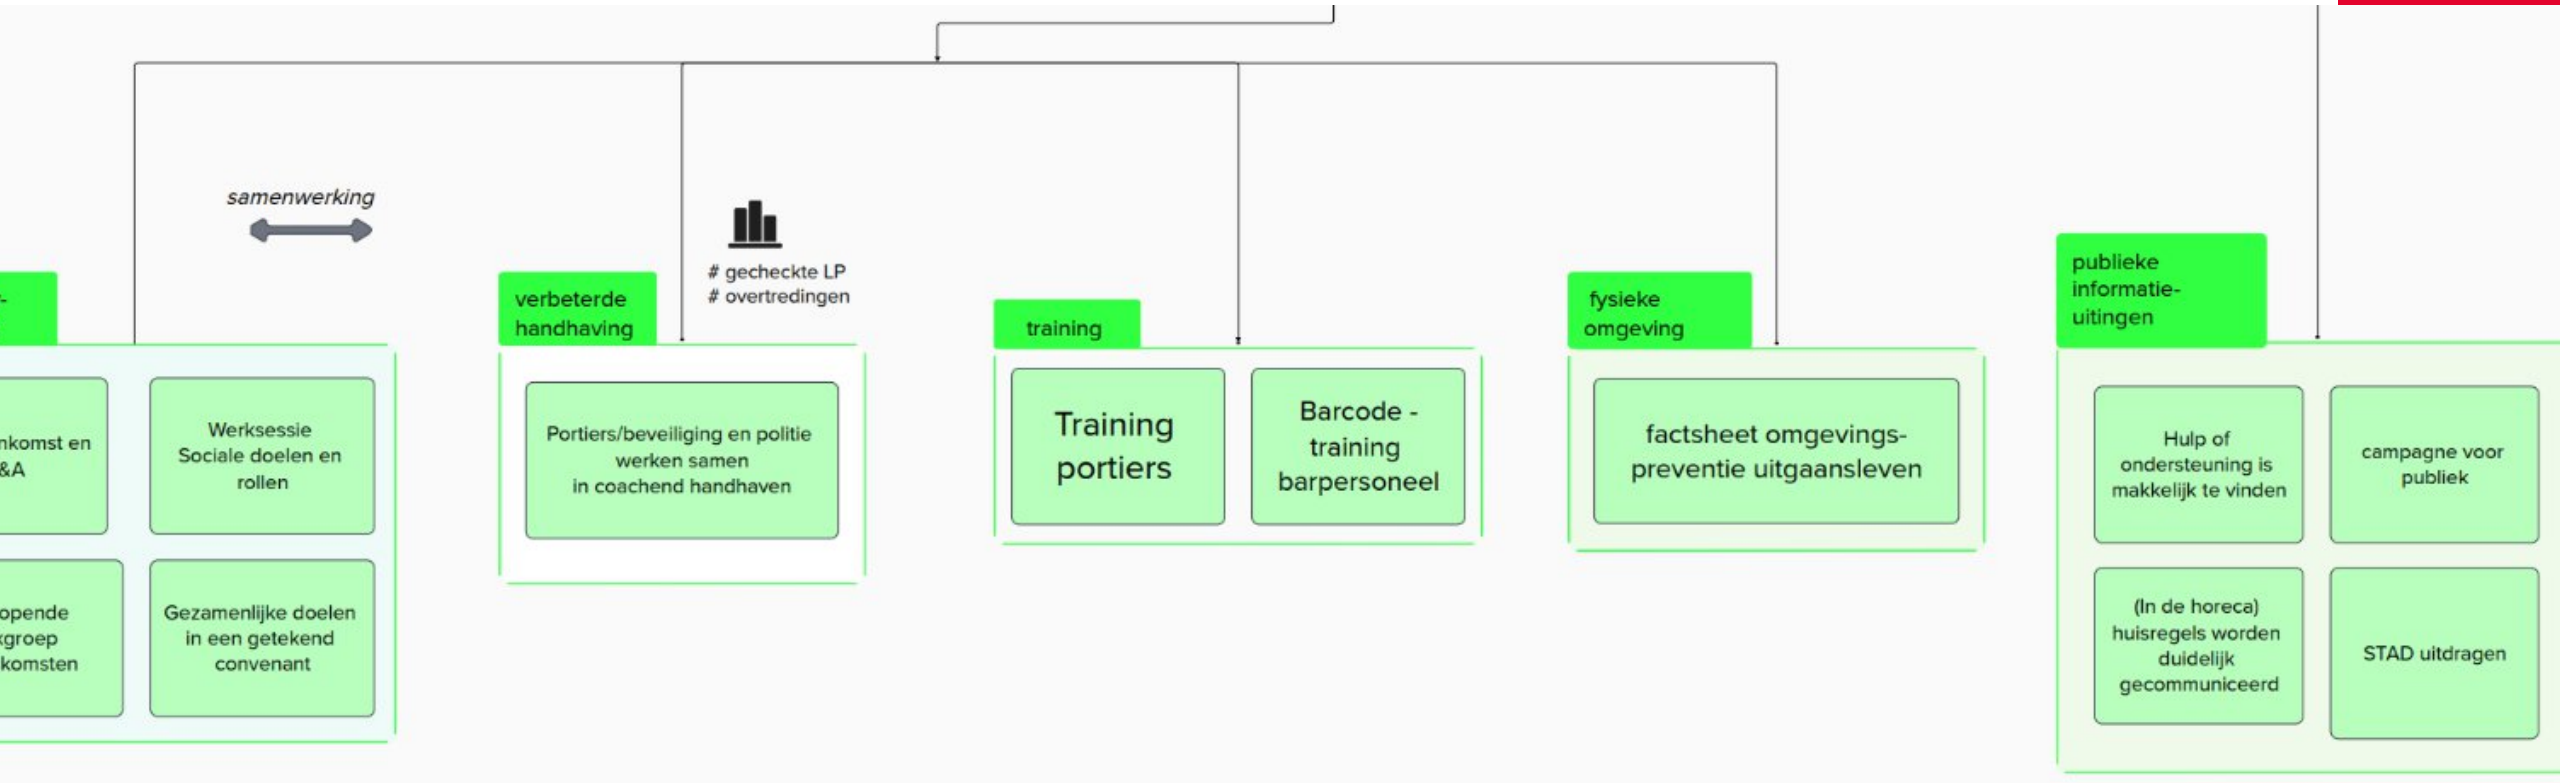 samenwerking
# gecheckte LP
# overtredingen
&A
Werksessie
Sociale doelen en
rollen
Gezamenlijke doelen
in een getekend
convenant
verbeterde
handhaving
Portiers/beveiliging en politie
werken samen
in coachend handhaven
training
Training
portiers
Barcode -
training
barpersoneel
fysieke
omgeving
factsheet omgevings-
preventie uitgaansleven
publieke
informatie-
uitingen
Hulp of
ondersteuning is
makkelijk te vinden
campagne voor
publiek
(In de horeca)
huisregels worden
duidelijk
gecommuniceerd
STAD uitdragen